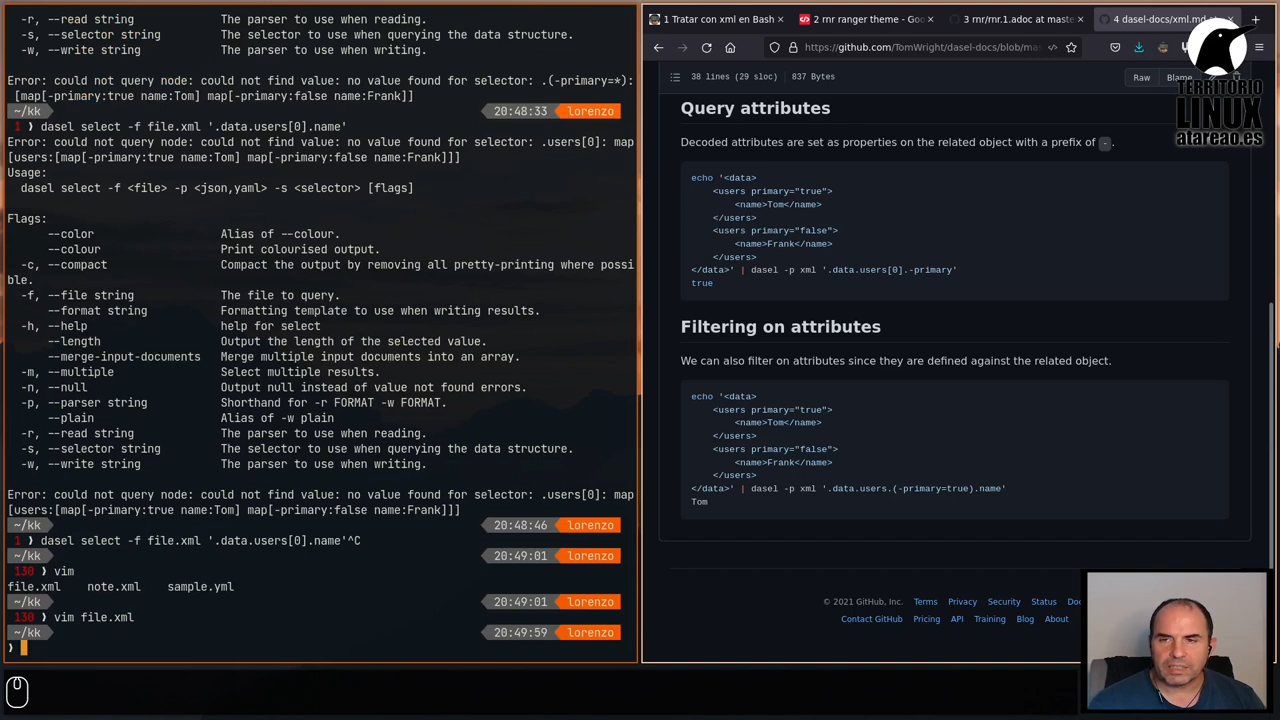 -r, --read string The parser to use when reading.
-s, --selector string The selector to use when querying the data structure.
-w, --write string The parser to use when writing.
Error: could not query node: could not find value: no value found for selector: .(-primary=*):
[map[-primary:true name:Tom] map[-primary:false name:Frank]]
~/kk 20:48:33 lorenzo
1 ❯ dasel select -f file.xml '.data.users[0].name'
Error: could not query node: could not find value: no value found for selector: .users[0]: map
[users:[map[-primary:true name:Tom] map[-primary:false name:Frank]]]
Usage:
dasel select -f <file> -p <json,yaml> -s <selector> [flags]
Flags:
--color Alias of --colour.
--colour Print colourised output.
-c, --compact Compact the output by removing all pretty-printing where possi
ble.
-f, --file string The file to query.
--format string Formatting template to use when writing results.
-h, --help help for select
--length Output the length of the selected value.
--merge-input-documents Merge multiple input documents into an array.
-m, --multiple Select multiple results.
-n, --null Output null instead of value not found errors.
-p, --parser string Shorthand for -r FORMAT -w FORMAT.
--plain Alias of -w plain
-r, --read string The parser to use when reading.
-s, --selector string The selector to use when querying the data structure.
-w, --write string The parser to use when writing.
Error: could not query node: could not find value: no value found for selector: .users[0]: map
[users:[map[-primary:true name:Tom] map[-primary:false name:Frank]]]
~/kk 20:48:46 lorenzo
1 ❯ dasel select -f file.xml '.data.users[0].name'^C
~/kk 20:49:01 lorenzo
130 ❯ vim
file.xml note.xml sample.yml
~/kk 20:49:01 lorenzo
130 ❯ vim file.xml
~/kk 20:49:59 lorenzo
❯
1 Tratar con xml en Bash × 2 rnr ranger theme - Goo × 3 rnr/rnr.1.adoc at maste × 4 dasel-docs/xml.md
https://github.com/TomWright/dasel-docs/blob/mas
38 lines (29 sloc) 837 Bytes Raw Blame
TERRITORIO
LINUX
atareao.es
Query attributes
Decoded attributes are set as properties on the related object with a prefix of - .
echo '<data>
<users primary="true">
<name>Tom</name>
</users>
<users primary="false">
<name>Frank</name>
</users>
</data>' | dasel -p xml '.data.users[0].-primary'
true
Filtering on attributes
We can also filter on attributes since they are defined against the related object.
echo '<data>
<users primary="true">
<name>Tom</name>
</users>
<users primary="false">
<name>Frank</name>
</users>
</data>' | dasel -p xml '.data.users.(-primary=true).name'
Tom
© 2021 GitHub, Inc. Terms Privacy Security Status Doc
Contact GitHub Pricing API Training Blog About